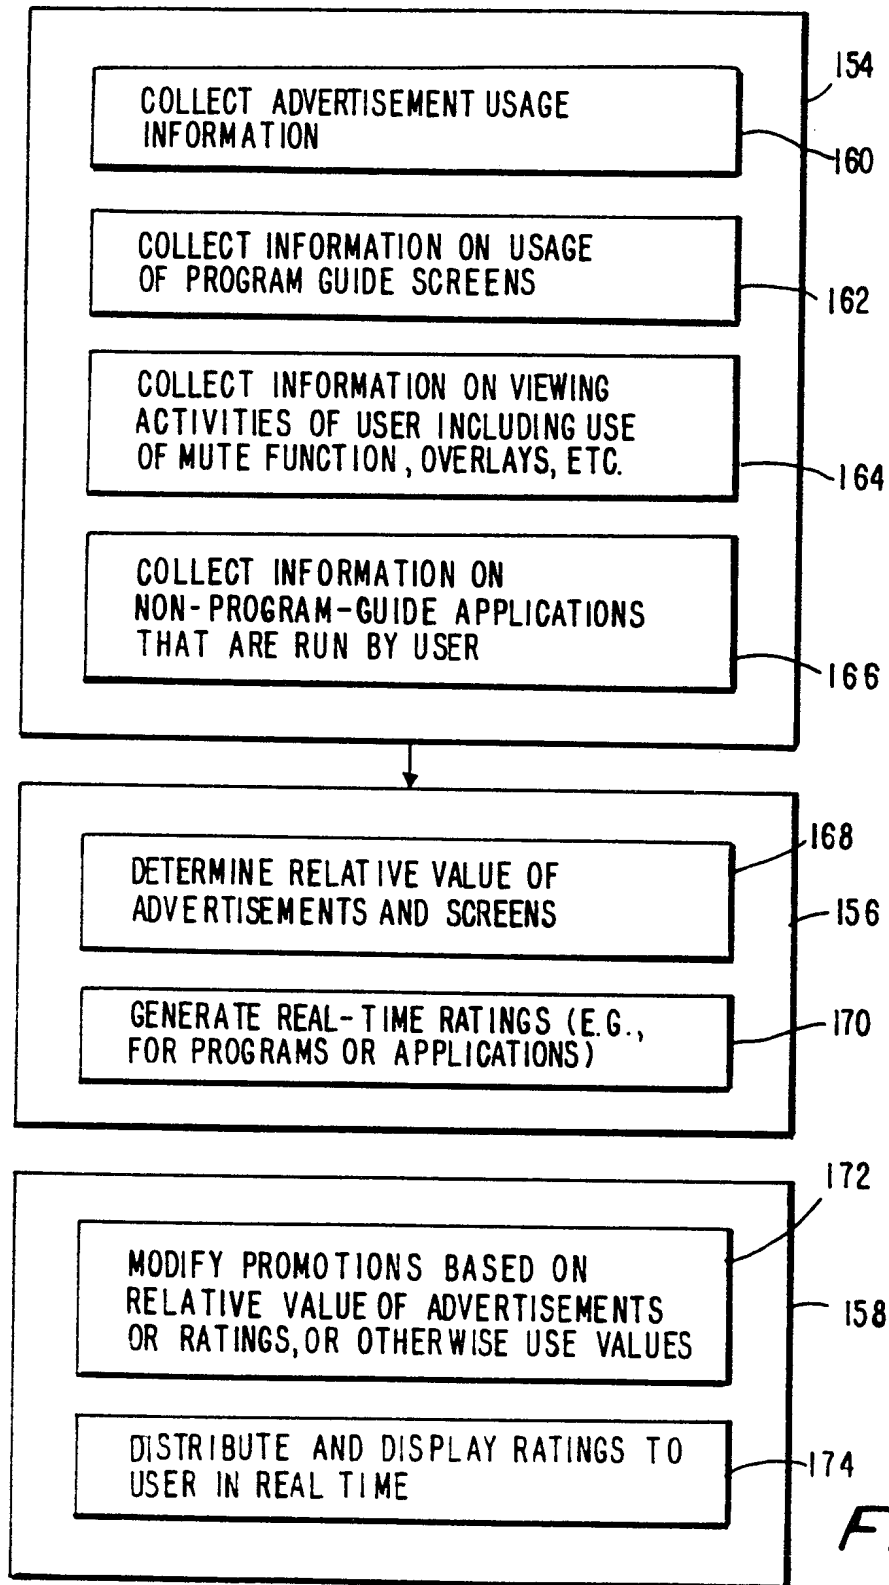 154
COLLECT ADVERTISEMENT USAGE
INFORMATION
160
COLLECT INFORMATION ON USAGE
OF PROGRAM GUIDE SCREENS
162
COLLECT INFORMATION ON VIEWING
ACTIVITIES OF USER INCLUDING USE
OF MUTE FUNCTION, OVERLAYS, ETC.
164
COLLECT INFORMATION ON
NON-PROGRAM-GUIDE APPLICATIONS
THAT ARE RUN BY USER
166
168
DETERMINE RELATIVE VALUE OF
ADVERTISEMENTS AND SCREENS
156
GENERATE REAL-TIME RATINGS (E.G.,
FOR PROGRAMS OR APPLICATIONS)
170
172
MODIFY PROMOTIONS BASED ON
RELATIVE VALUE OF ADVERTISEMENTS
OR RATINGS, OR OTHERWISE USE VALUES
158
DISTRIBUTE AND DISPLAY RATINGS TO
USER IN REAL TIME
174